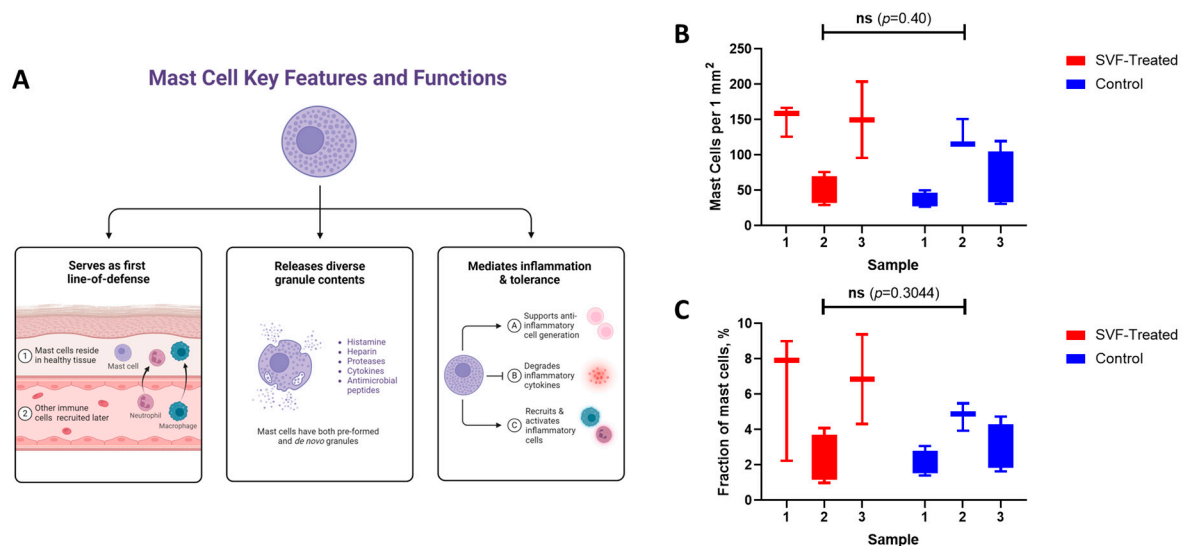 A
Mast Cell Key Features and Functions
Serves as first
line-of-defense
1 Mast cells reside
in healthy tissue
Mast cell
2 Other immune
cells recruited later
Neutrophil
Macrophage
Releases diverse
granule contents
• Histamine
• Heparin
• Proteases
• Cytokines
• Antimicrobial
peptides
Mast cells have both pre-formed
and de novo granules
Mediates inflammation
& tolerance
A Supports anti-
inflammatory
cell generation
B Degrades
inflammatory
cytokines
C Recruits &
activates
inflammatory
cells
B
ns (p=0.40)
Mast Cells per 1 mm²
250
200
150
100
50
0
1 2 3 1 2 3
Sample
SVF-Treated
Control
C
ns (p=0.3044)
Fraction of mast cells, %
10
8
6
4
2
0
1 2 3 1 2 3
Sample
SVF-Treated
Control